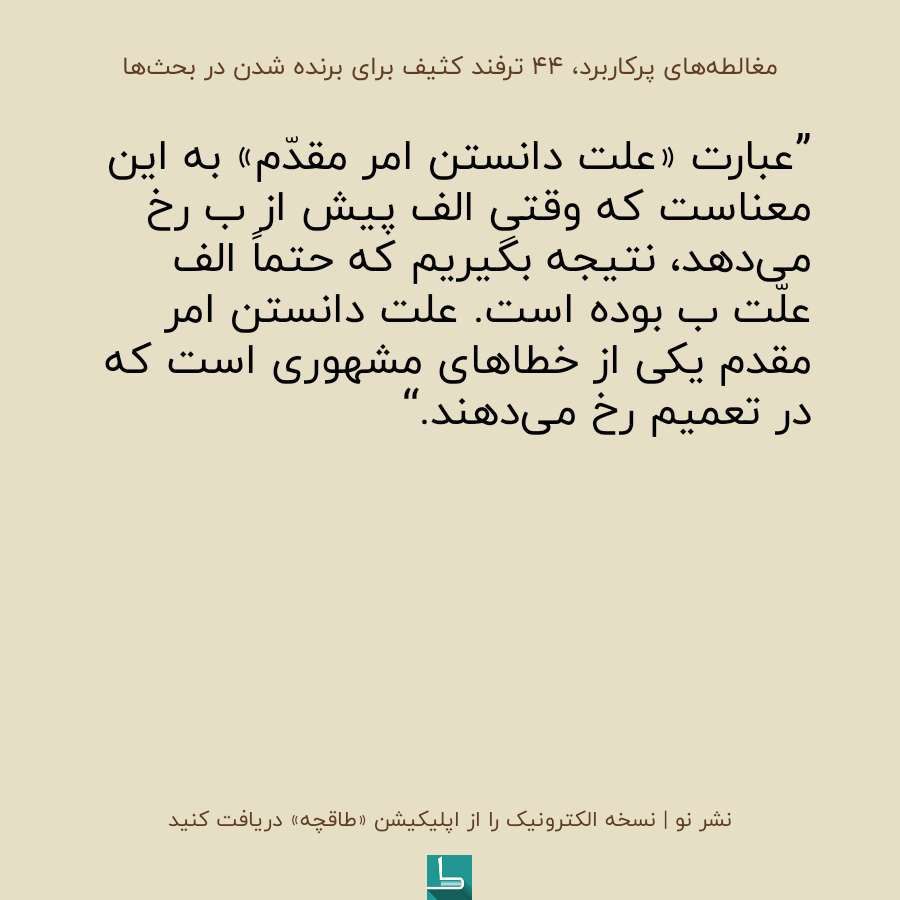 مغالطه‌های پرکاربرد، ۴۴ ترفند کثیف برای برنده شدن در بحث‌ها
”عبارت «علت دانستن امر مقدّم» به این
معناست که وقتی الف پیش از ب رخ
می‌دهد، نتیجه بگیریم که حتماً الف
علّت ب بوده است. علت دانستن امر
مقدم یکی از خطاهای مشهوری است که
در تعمیم رخ می‌دهند.“
نشر نو | نسخه الکترونیک را از اپلیکیشن «طاقچه» دریافت کنید